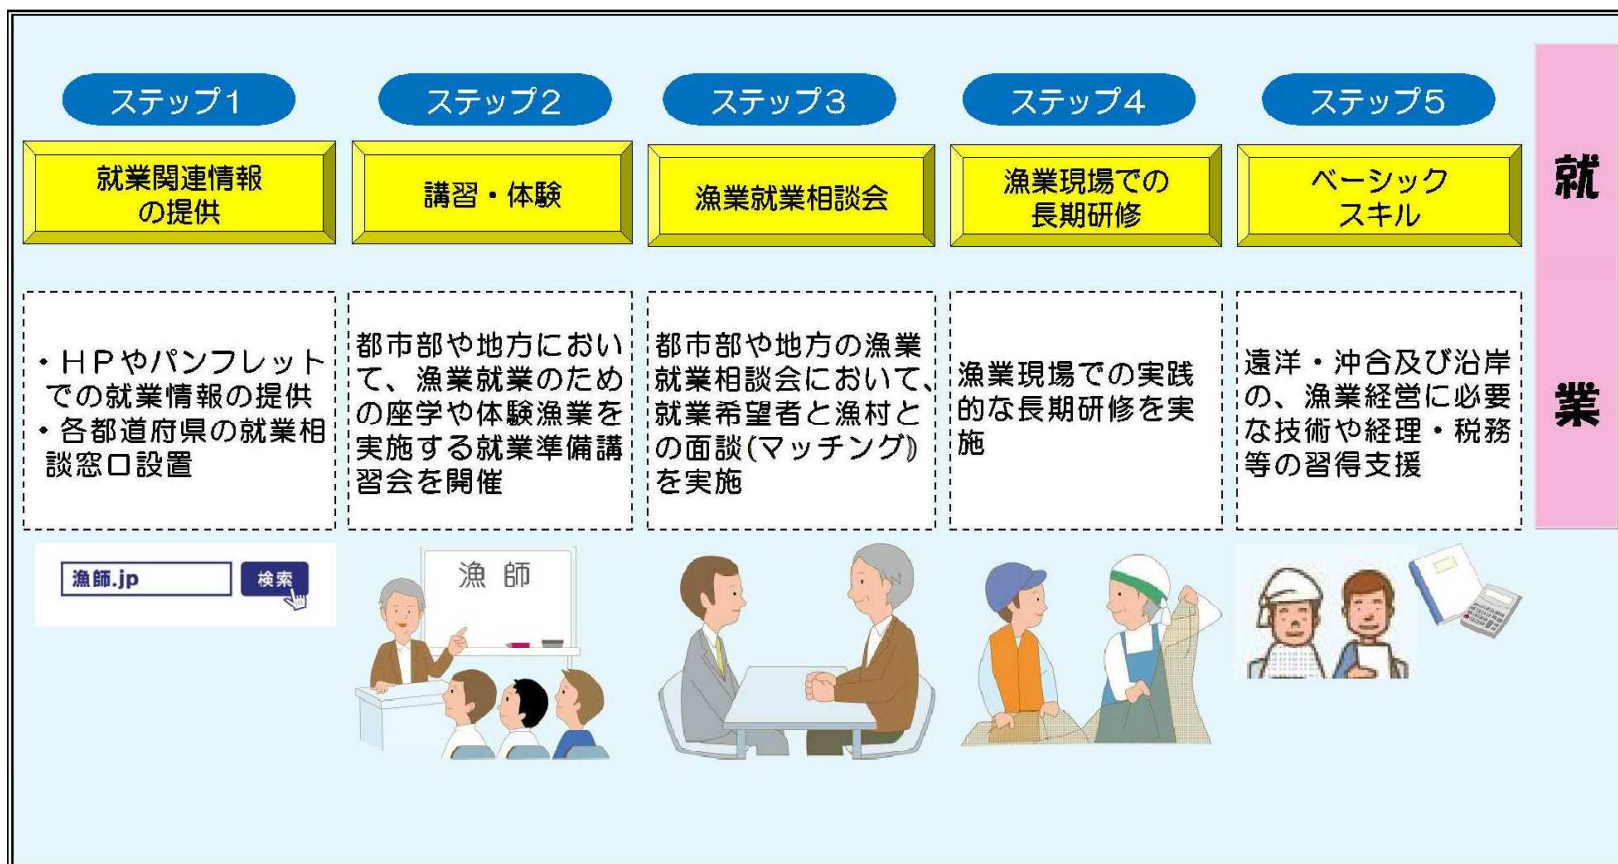 ステップ1
就業関連情報
の提供
・ＨＰやパンフレット
での就業情報の提供
・各都道府県の就業相
談窓口設置
漁師.jp
検索
ステップ2
講習・体験
都市部や地方におい
て、漁業就業のため
の座学や体験漁業を
実施する就業準備講
習会を開催
漁師
ステップ3
漁業就業相談会
都市部や地方の漁業
就業相談会において、
就業希望者と漁村と
の面談(マッチング)
を実施
ステップ4
漁業現場での
長期研修
漁業現場での実践
的な長期研修を実
施
ステップ5
ベーシック
スキル
遠洋・沖合及び沿岸
の、漁業経営に必要
な技術や経理・税務
等の習得支援
就業